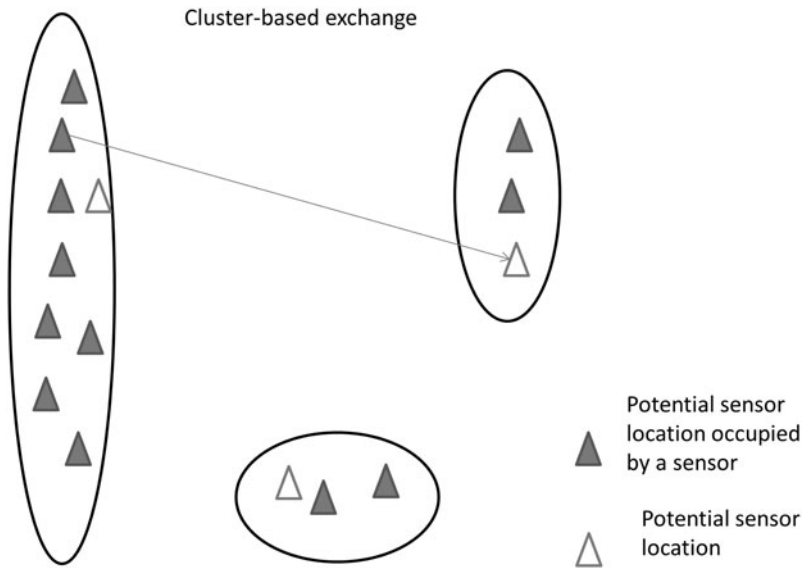 Cluster-based exchange
Potential sensor
location occupied
by a sensor
Potential sensor
location